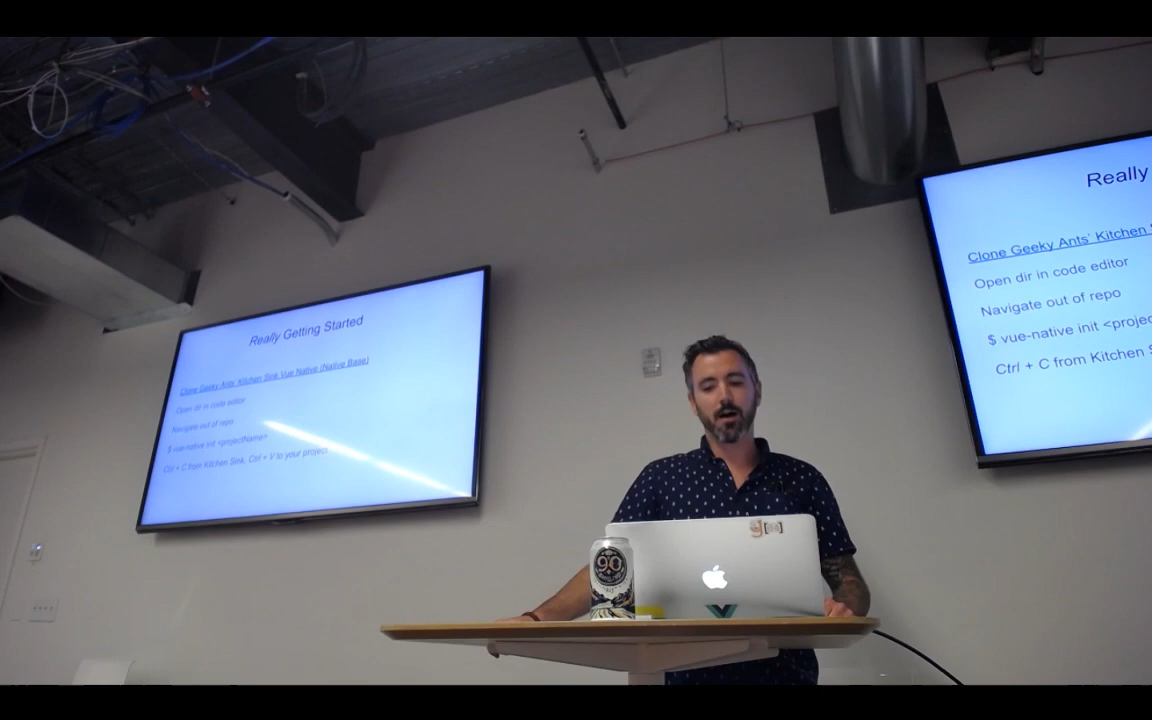 Really Getting Started
Clone Geeky Ants' Kitchen Sink Vue Native (Native Base)
Open dir in code editor
Navigate out of repo
$ vue-native init <projectName>
Ctrl + C from Kitchen Sink, Ctrl + V to your project
Really
Clone Geeky Ants' Kitchen
Open dir in code editor
Navigate out of repo
$ vue-native init <projec
Ctrl + C from Kitchen S
90